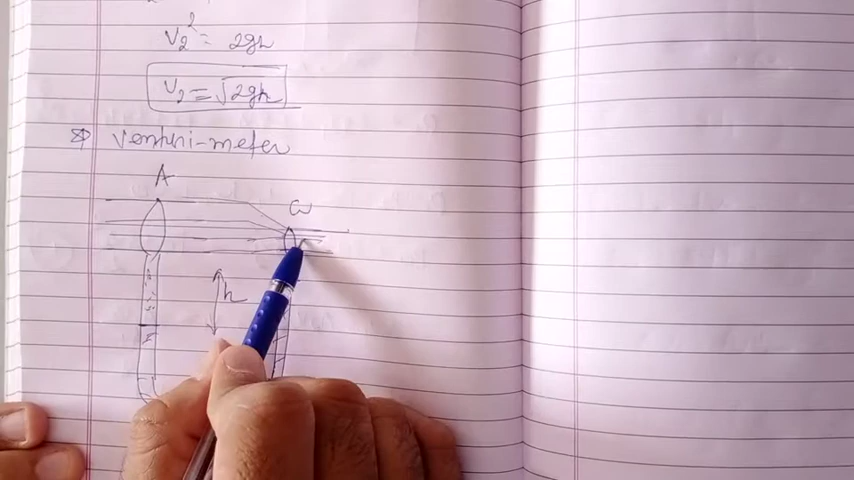 V₂² = 2gh
V₂ = √2gh
Venturi-meter
A
a
h